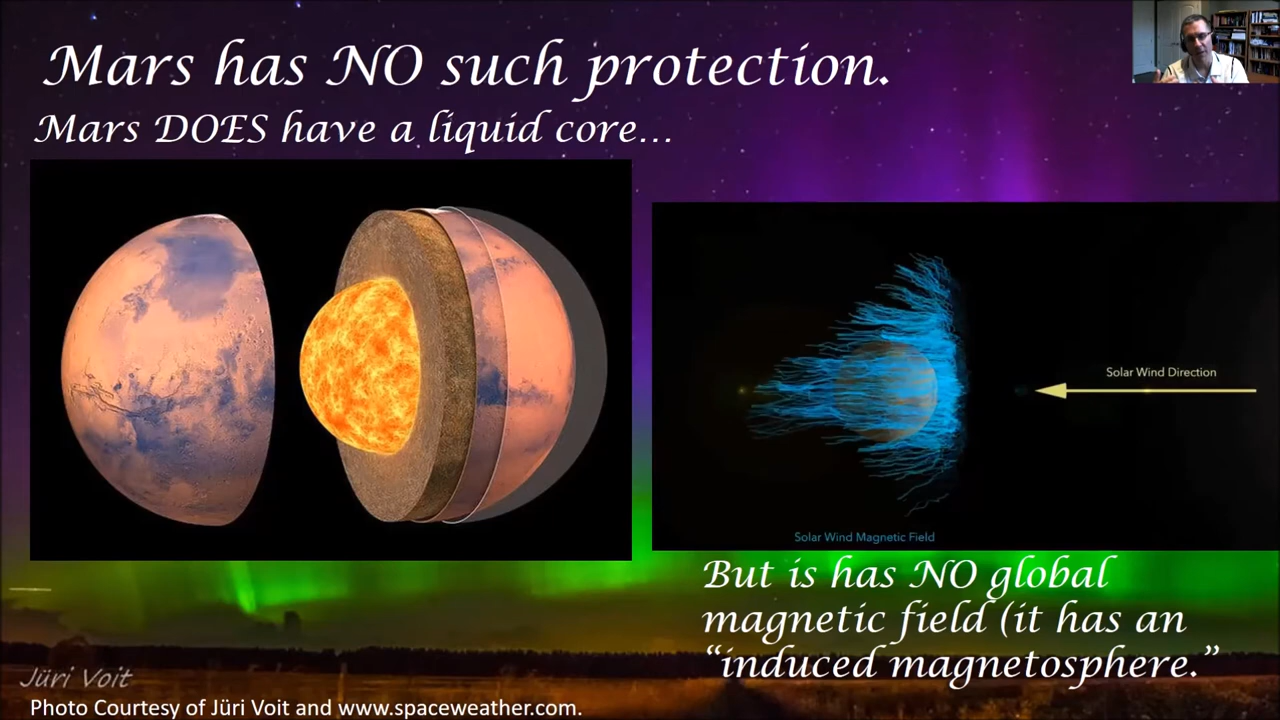 Mars has NO such protection.
Mars DOES have a liquid core...
Solar Wind Direction
Solar Wind Magnetic Field
But is has NO global
magnetic field (it has an
“induced magnetosphere.”
Jüri Voit
Photo Courtesy of Jüri Voit and www.spaceweather.com.